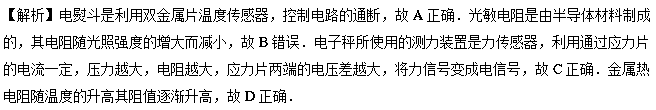 【解析】电熨斗是利用双金属片温度传感器，控制电路的通断，故 A 正确．光敏电阻是由半导体材料制成
的，其电阻随光照强度的增大而减小，故 B 错误．电子秤所使用的测力装置是力传感器，利用通过应力片
的电流一定，压力越大，电阻越大，应力片两端的电压差越大，将力信号变成电信号，故 C 正确．金属热
电阻随温度的升高其阻值逐渐升高，故 D 正确．